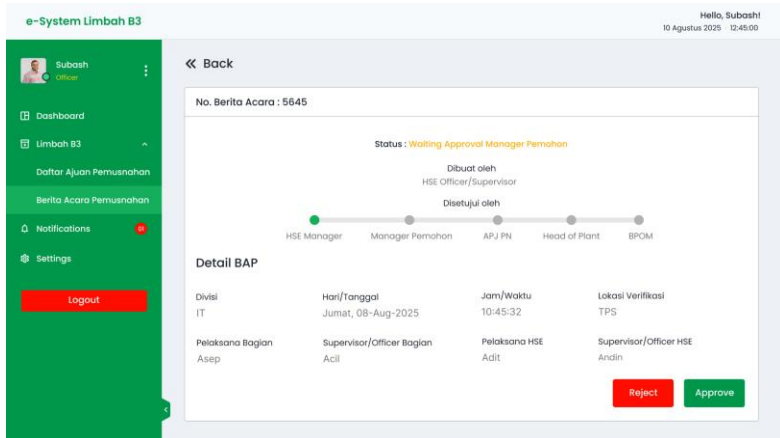 e-System Limbah B3
Hello, Subash!
10 Agustus 2025 12:45:00
Subash
Officer
Dashboard
Limbah B3
Daftar Ajuan Pemusnahan
Berita Acara Pemusnahan
Notifications 01
Settings
Logout
Back
No. Berita Acara : 5645
Status : Waiting Approval Manager Pemohon
Dibuat oleh
HSE Officer/Supervisor
Disetujui oleh
HSE Manager Manager Pemohon APJ PN Head of Plant BPOM
Detail BAP
Divisi Hari/Tanggal Jam/Waktu Lokasi Verifikasi
IT Jumat, 08-Aug-2025 10:45:32 TPS
Pelaksana Bagian Supervisor/Officer Bagian Pelaksana HSE Supervisor/Officer HSE
Asep Acil Adit Andin
Reject Approve